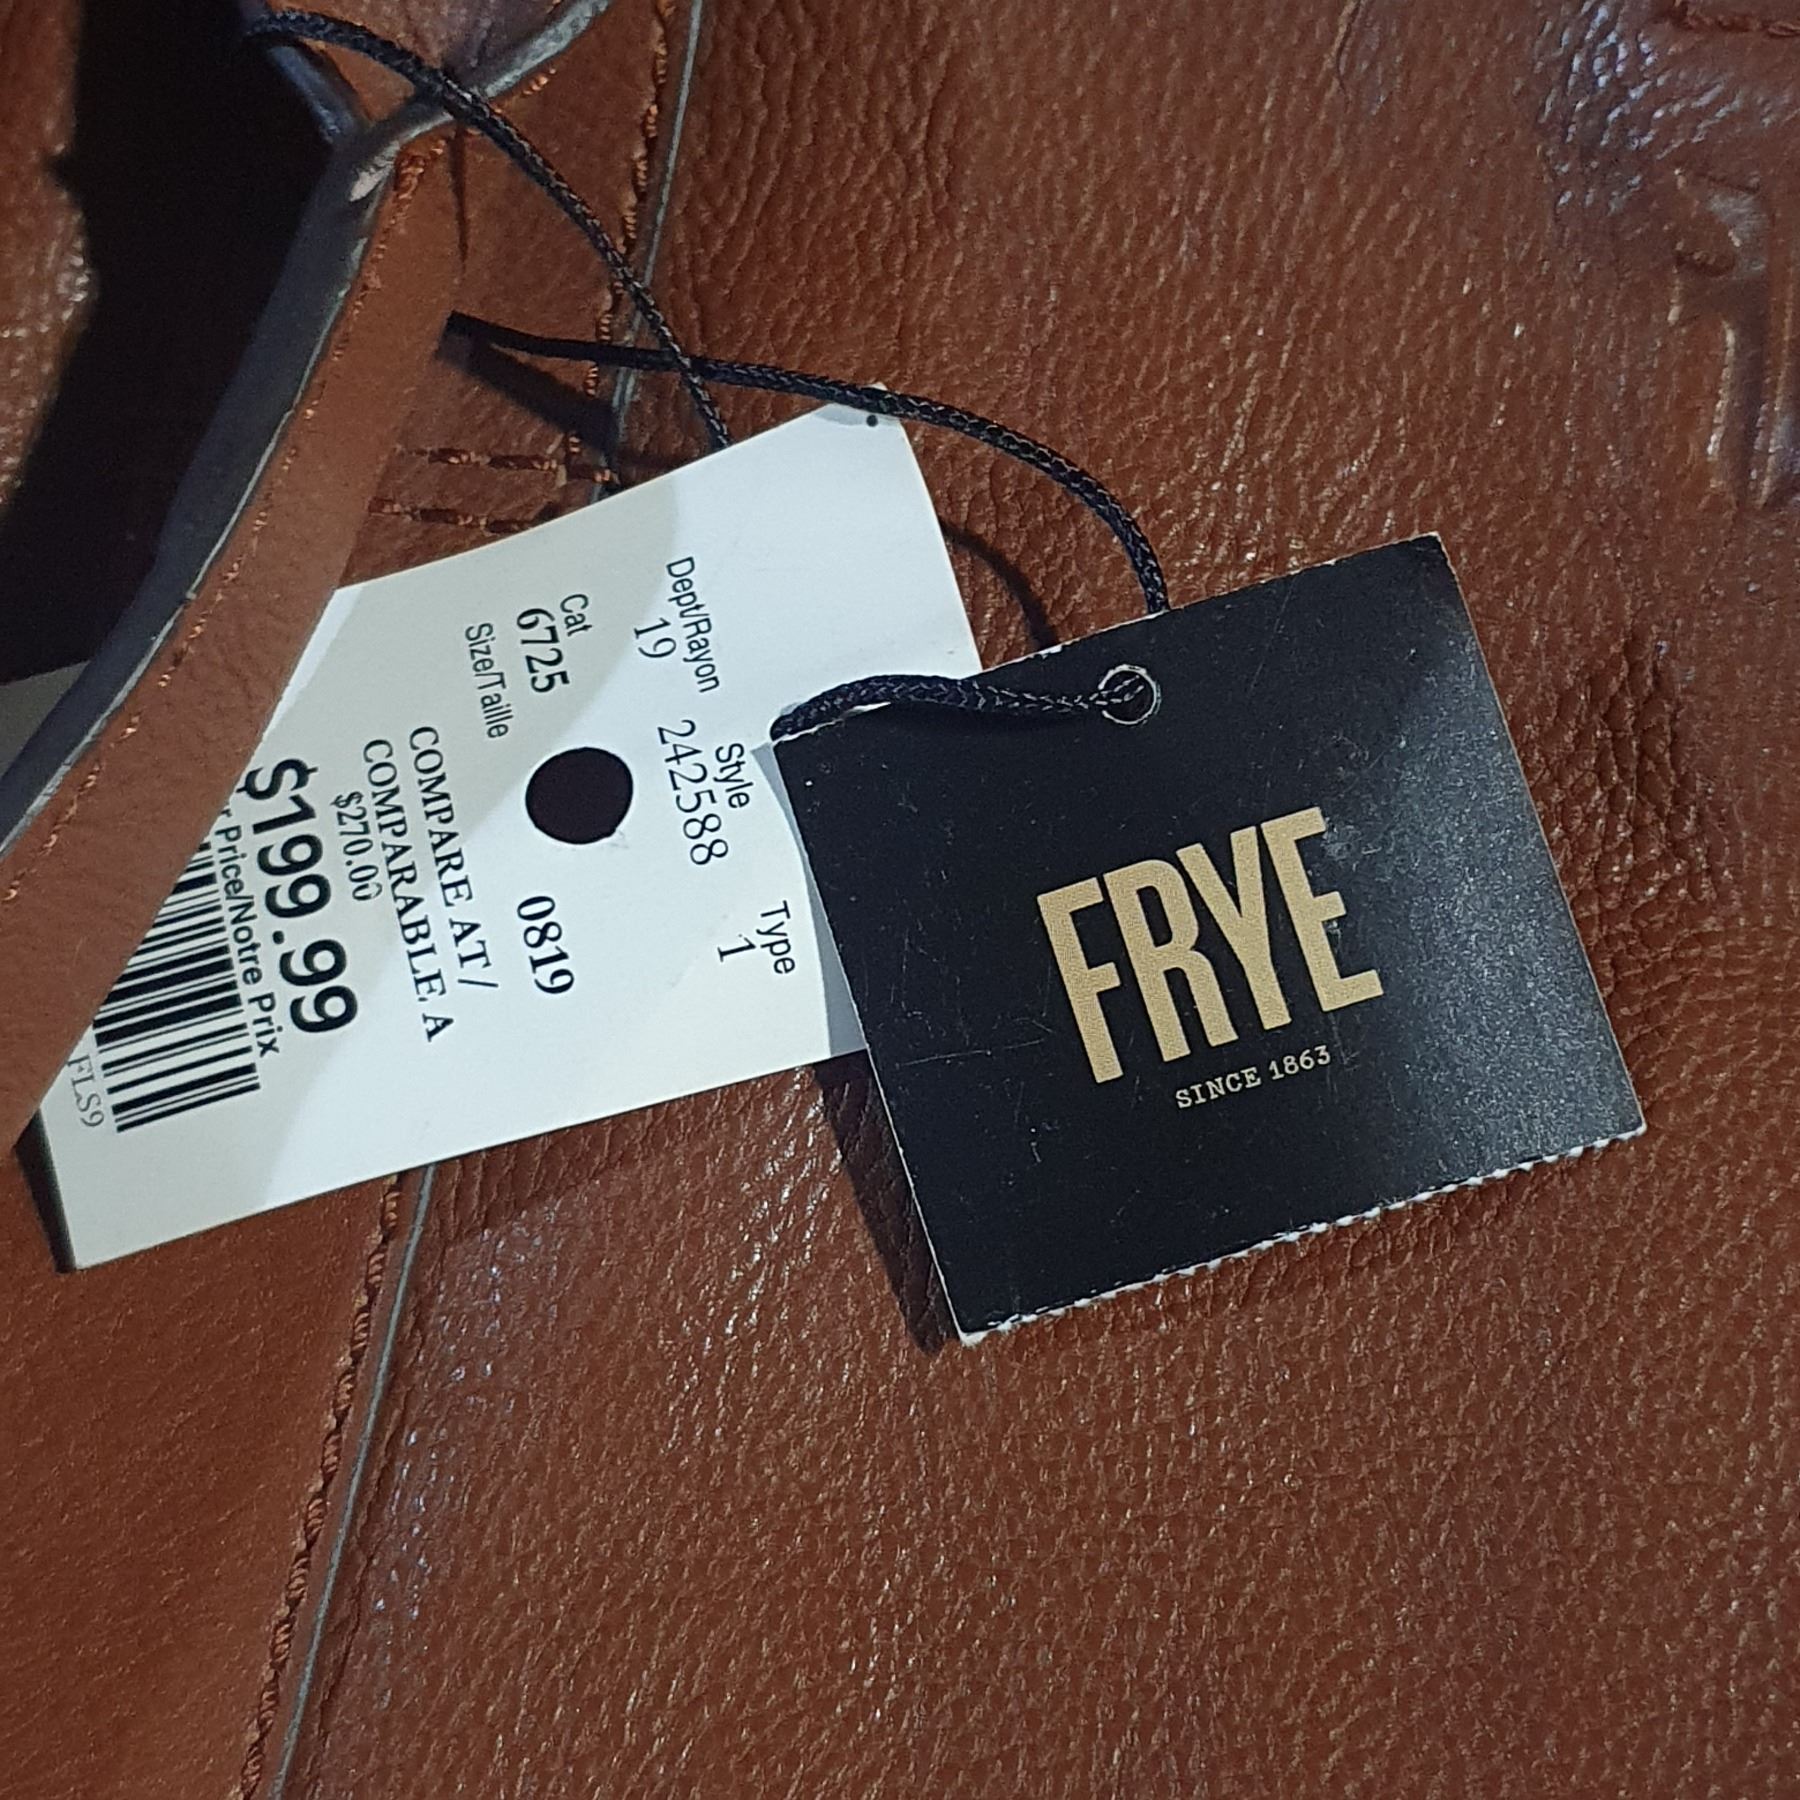 Dept/Rayon Style Type
19 242588 1
Cat
6725 0819
Size/Taille
COMPARE AT /
COMPARABLE A
$270.00
$199.99
r Price/Notre Prix
FLS9
FRYE
SINCE 1863